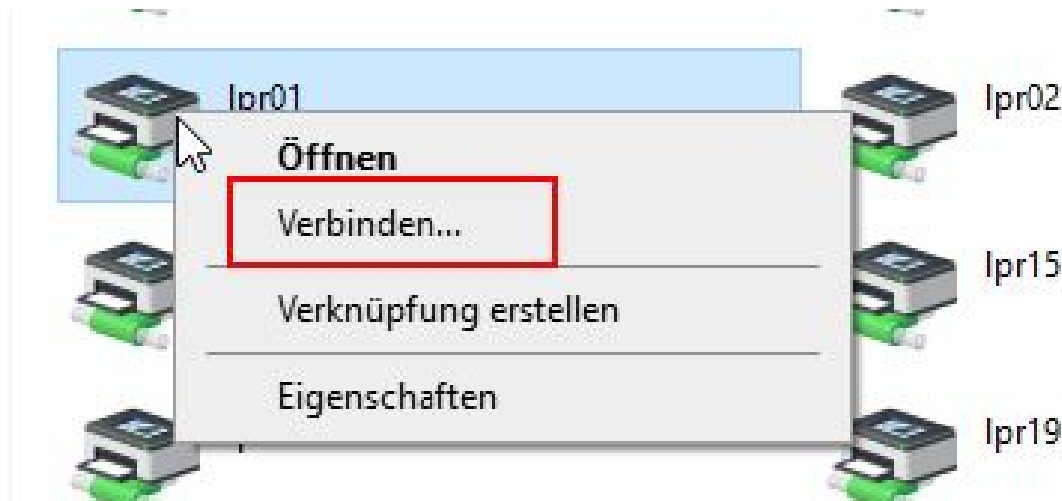 lpr01
lpr02
Öffnen
Verbinden...
lpr15
Verknüpfung erstellen
Eigenschaften
lpr19